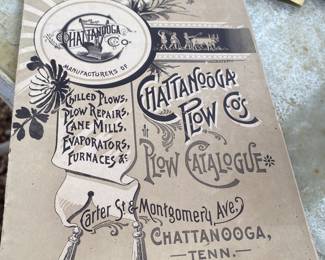 CHATTANOOGA
CO.
MANUFACTURERS OF
CHILLED PLOWS,
PLOW REPAIRS,
CANE MILLS.
EVAPORATORS,
FURNACES &c
CHATTANOOGA
PLOW CO'S
PLOW CATALOGUE
Carter St & Montgomery Ave,
CHATTANOOGA,
TENN.